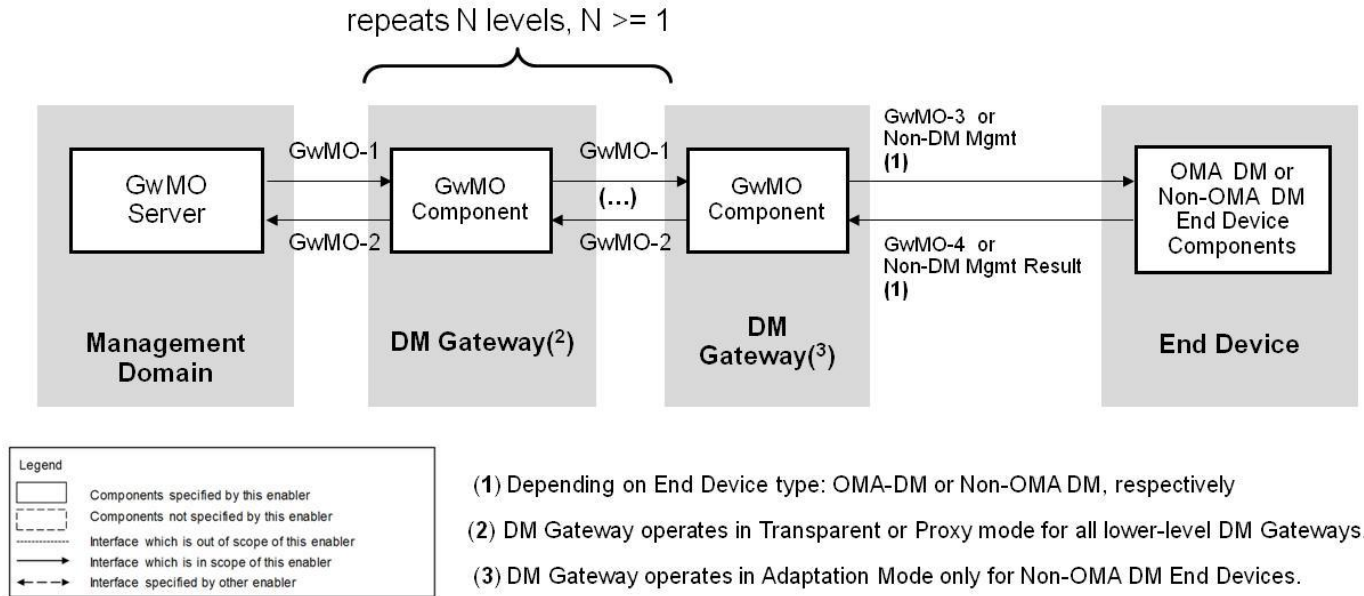 repeats N levels, N >= 1
GwMO-1
GwMO-1
GwMO-3 or
Non-DM Mgmt
(1)
GwMO
Server
GwMO
Component
(...)
GwMO
Component
OMA DM or
Non-OMA DM
End Device
Components
GwMO-2
GwMO-2
GwMO-4 or
Non-DM Mgmt Result
(1)
Management
Domain
DM Gateway(2)
DM
Gateway(3)
End Device
Legend
Components specified by this enabler
Components not specified by this enabler
Interface which is out of scope of this enabler
Interface which is in scope of this enabler
Interface specified by other enabler
(1) Depending on End Device type: OMA-DM or Non-OMA DM, respectively
(2) DM Gateway operates in Transparent or Proxy mode for all lower-level DM Gateways.
(3) DM Gateway operates in Adaptation Mode only for Non-OMA DM End Devices.